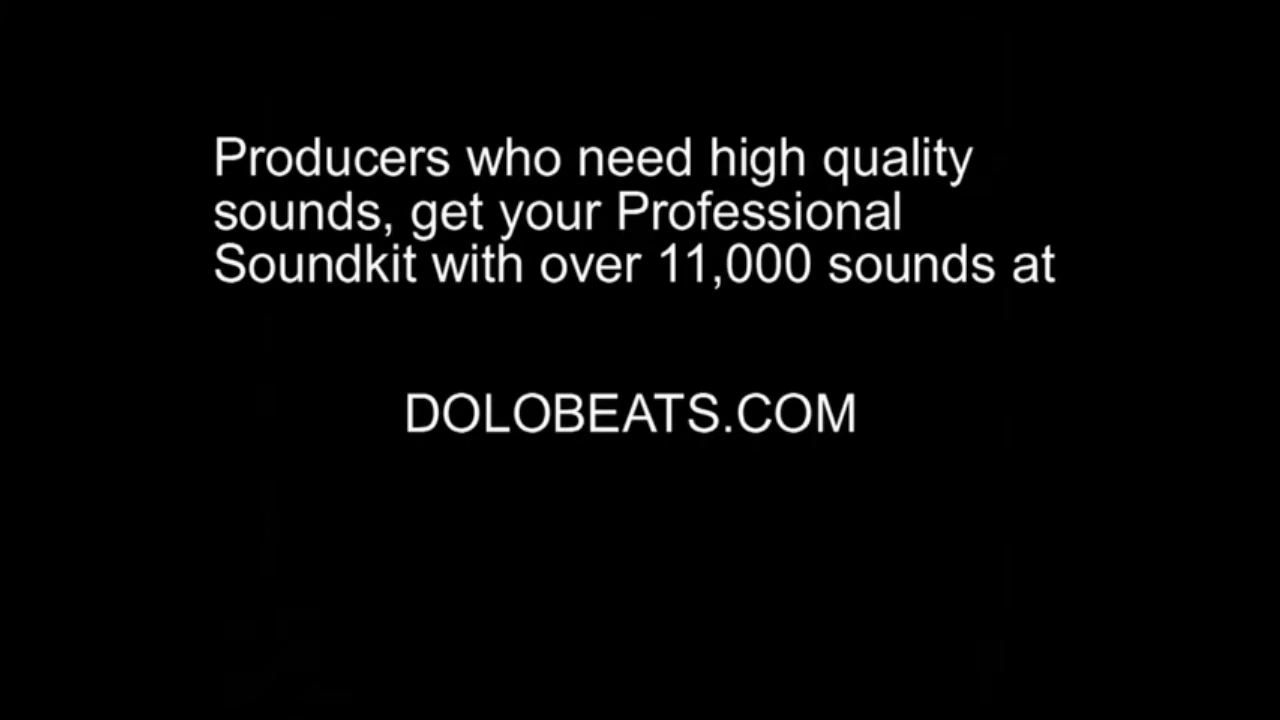 Producers who need high quality
sounds, get your Professional
Soundkit with over 11,000 sounds at
DOLOBEATS.COM